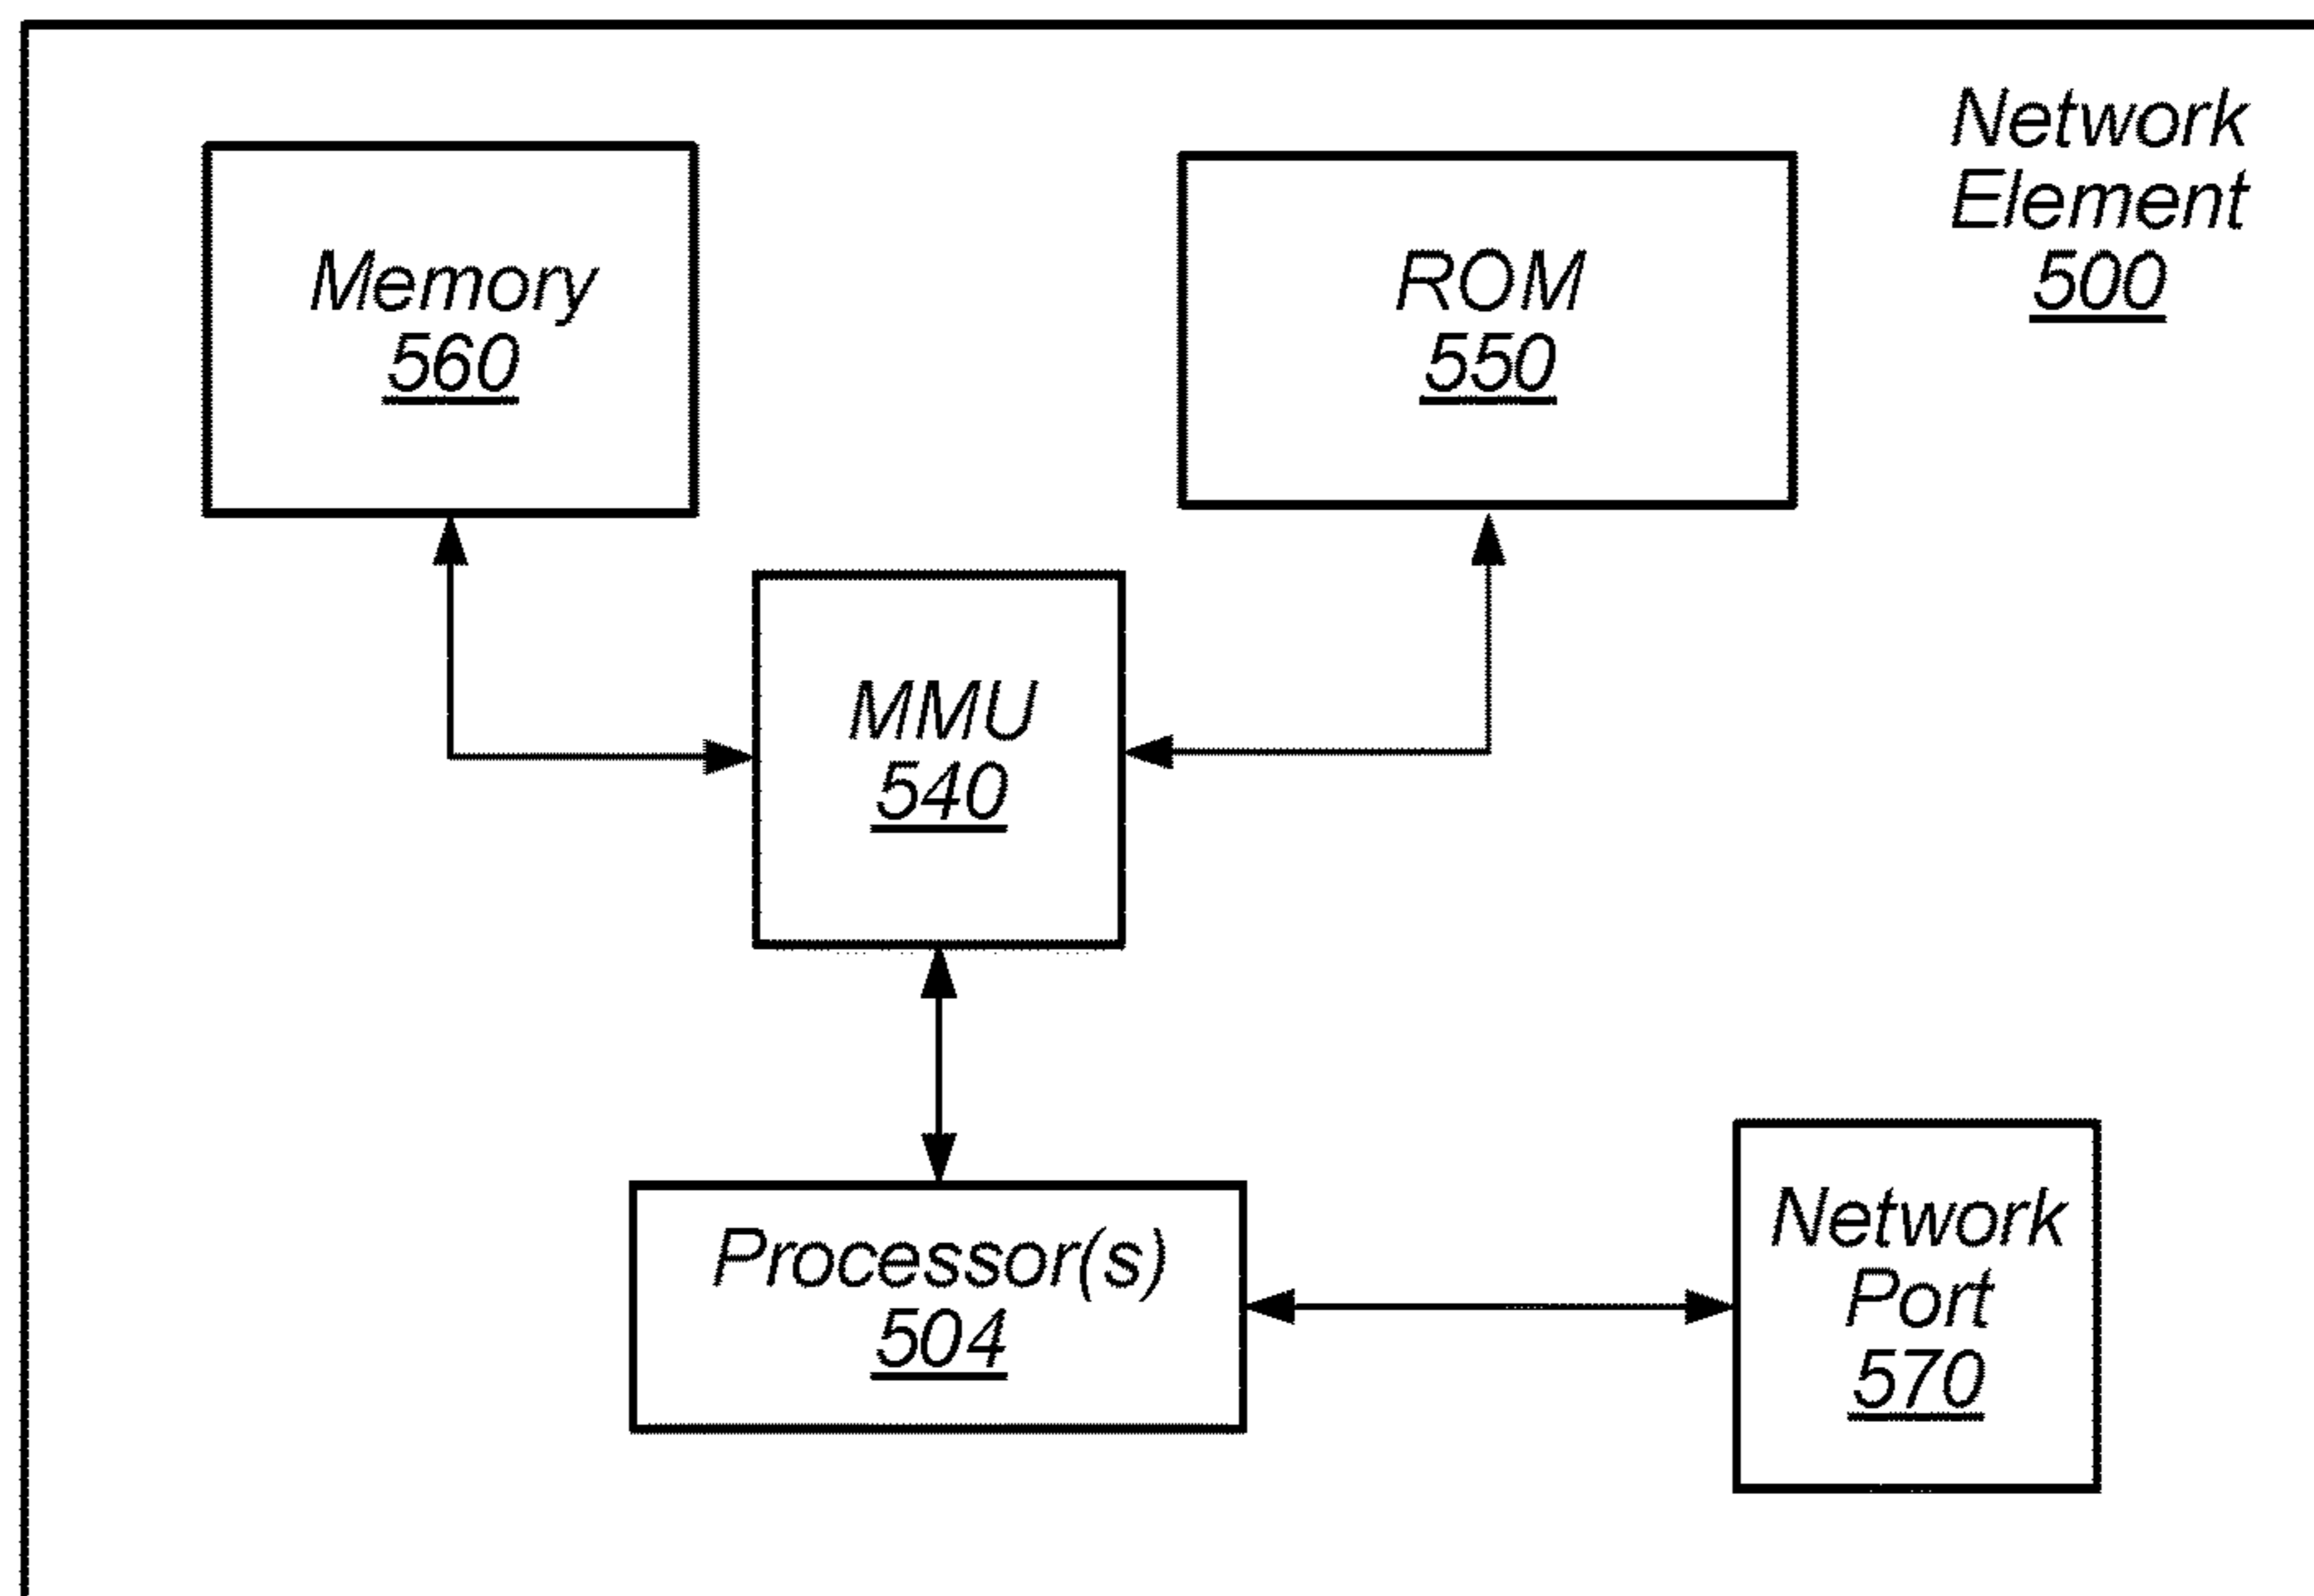 Network
Element
500
Memory
560
ROM
550
MMU
540
Processor(s)
504
Network
Port
570